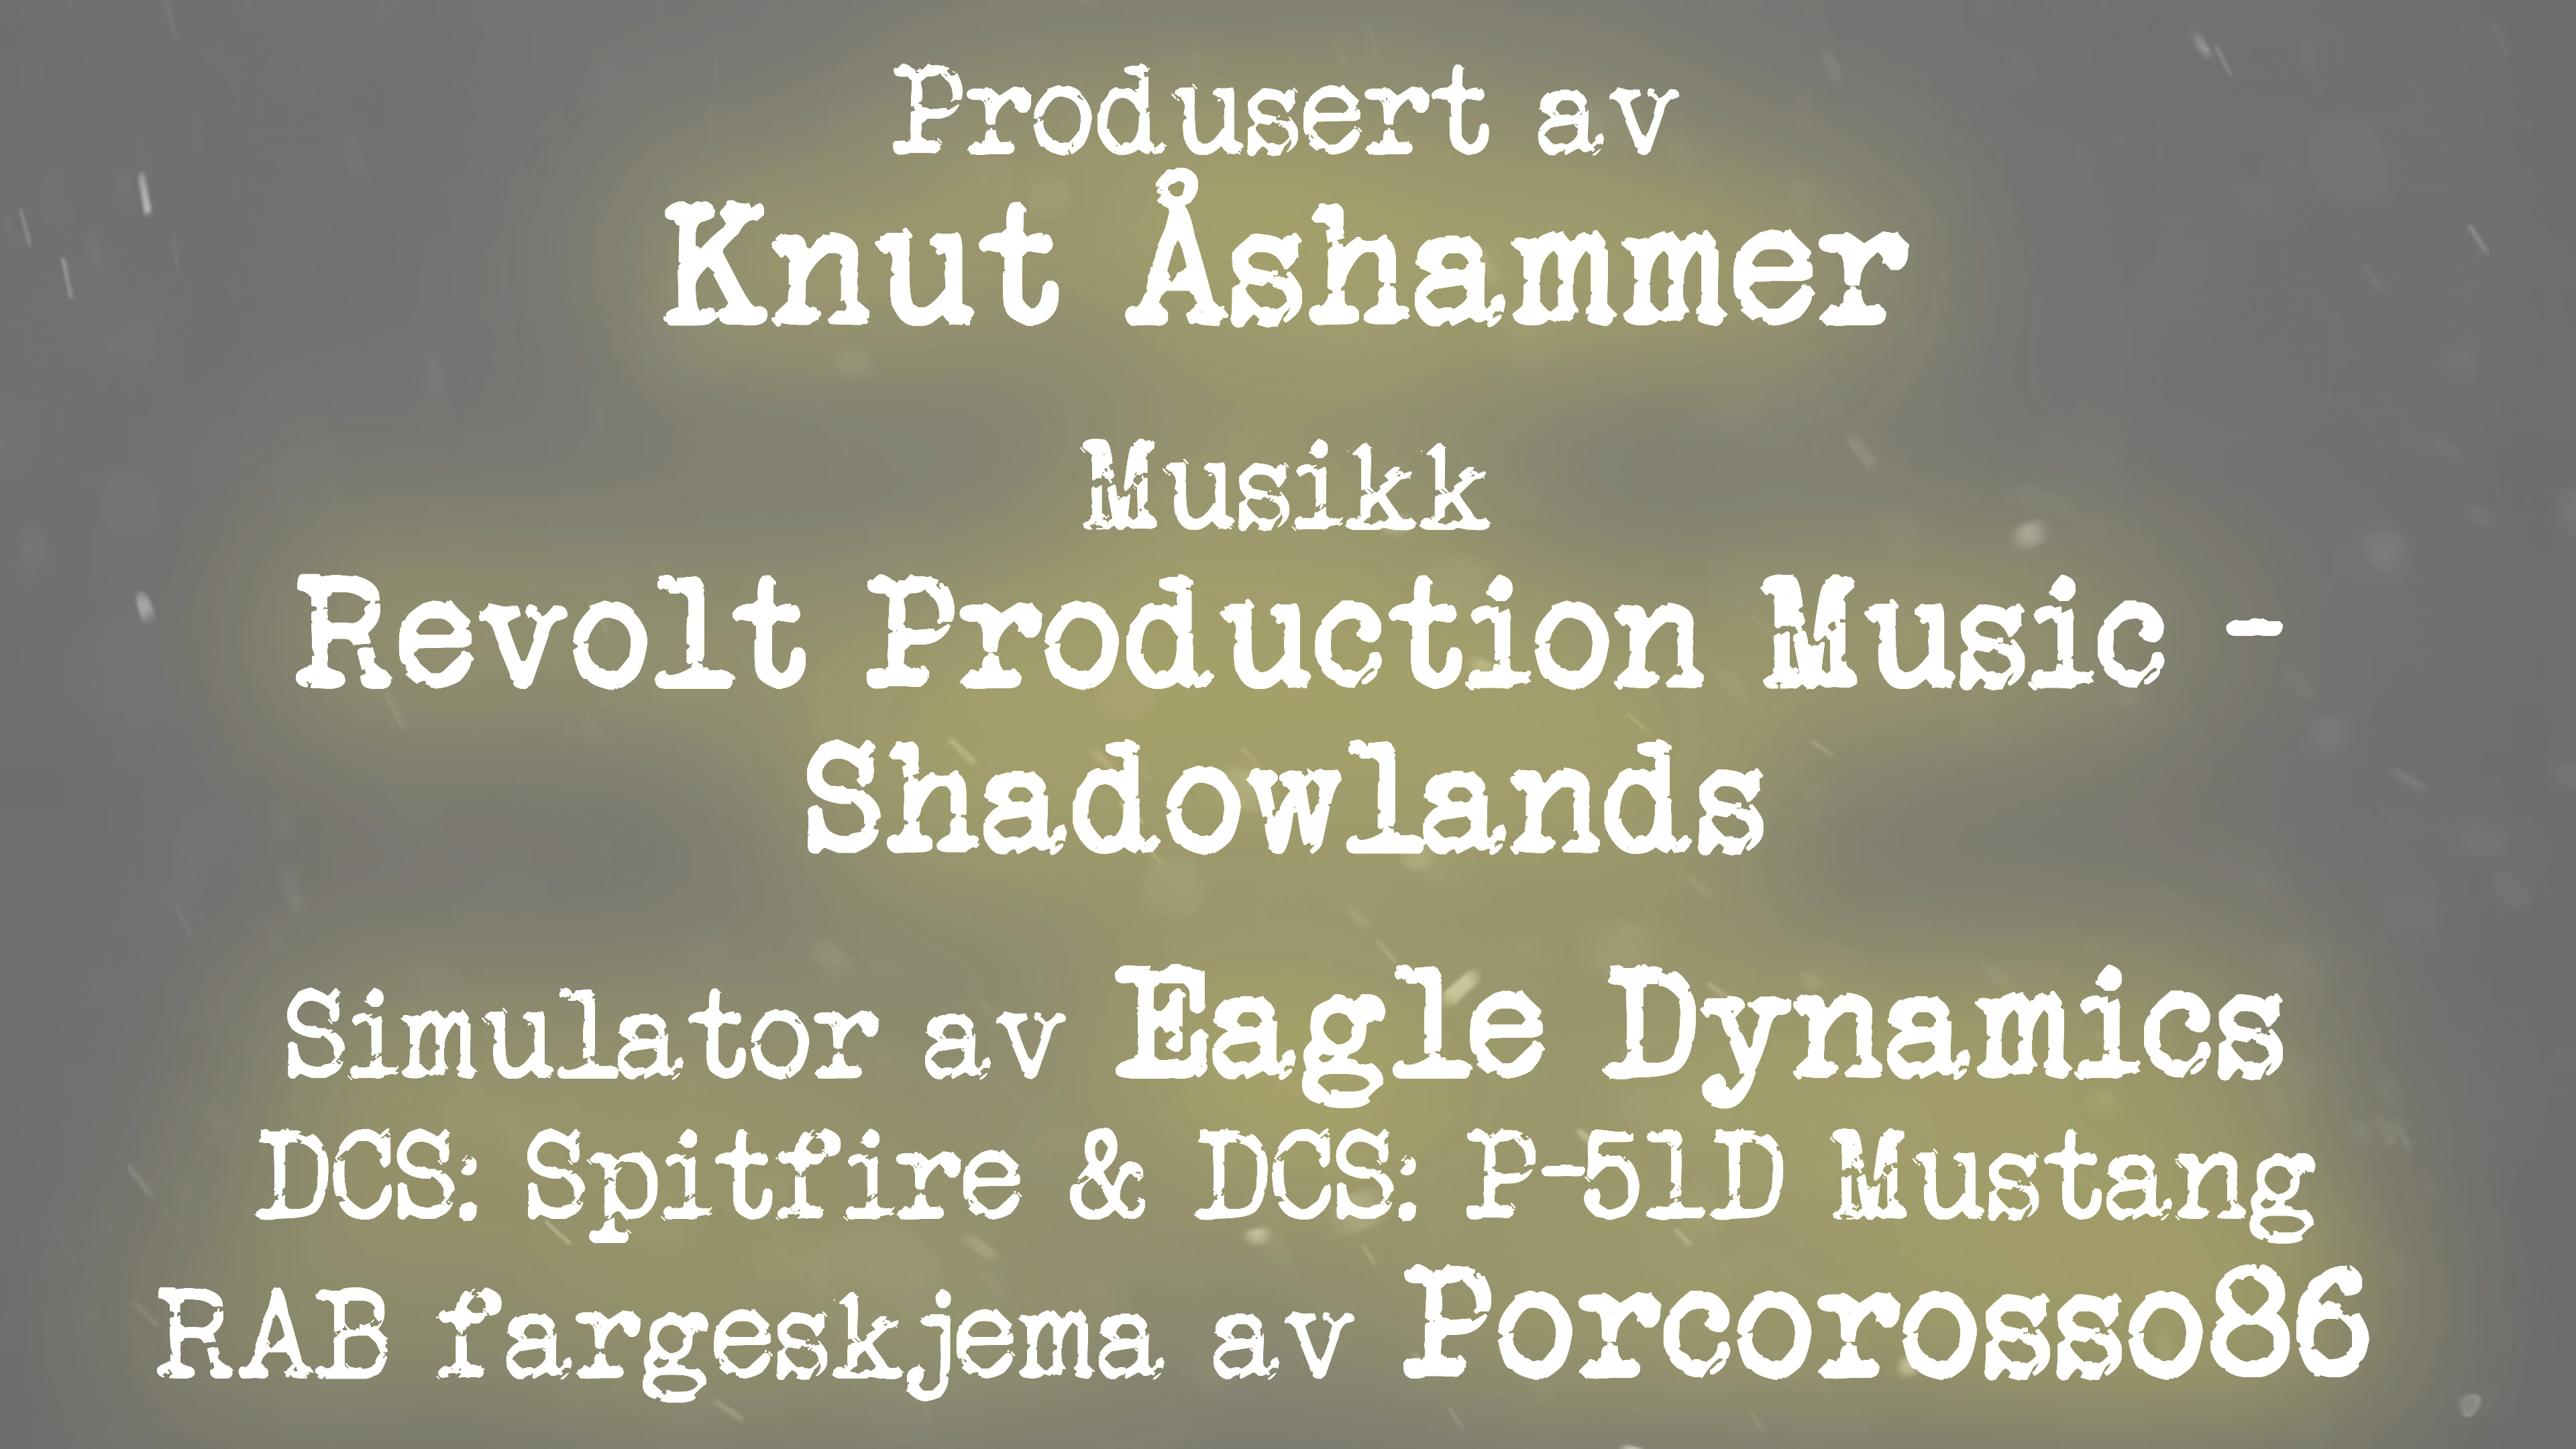 Produsert av
Knut Åshammer
Musikk
Revolt Production Music -
Shadowlands
Simulator av Eagle Dynamics
DCS: Spitfire & DCS: P-51D Mustang
RAB fargeskjema av Porcorosso86